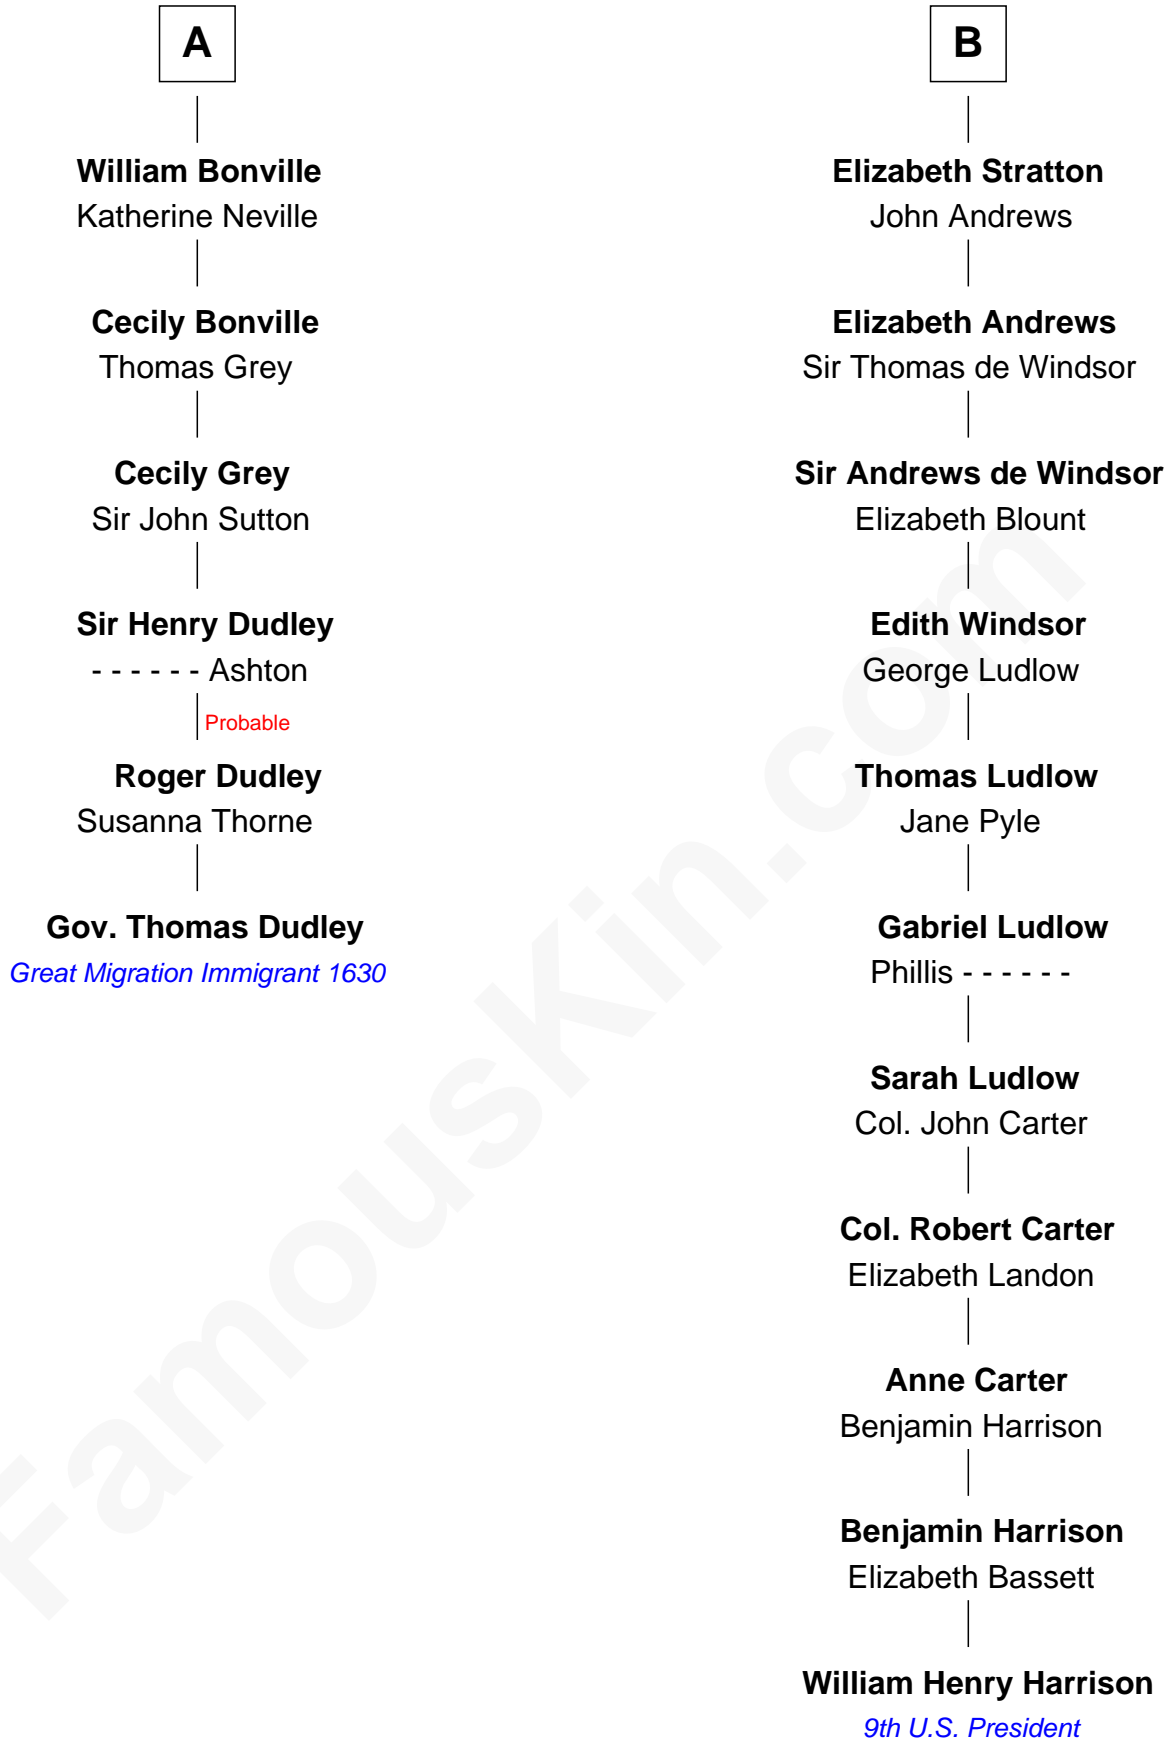 A
William Bonville
Katherine Neville
Cecily Bonville
Thomas Grey
Cecily Grey
Sir John Sutton
Sir Henry Dudley
- - - - - - Ashton
Probable
Roger Dudley
Susanna Thorne
Gov. Thomas Dudley
Great Migration Immigrant 1630
B
Elizabeth Stratton
John Andrews
Elizabeth Andrews
Sir Thomas de Windsor
Sir Andrews de Windsor
Elizabeth Blount
Edith Windsor
George Ludlow
Thomas Ludlow
Jane Pyle
Gabriel Ludlow
Phillis - - - - - -
Sarah Ludlow
Col. John Carter
Col. Robert Carter
Elizabeth Landon
Anne Carter
Benjamin Harrison
Benjamin Harrison
Elizabeth Bassett
William Henry Harrison
9th U.S. President
FamousKin.com